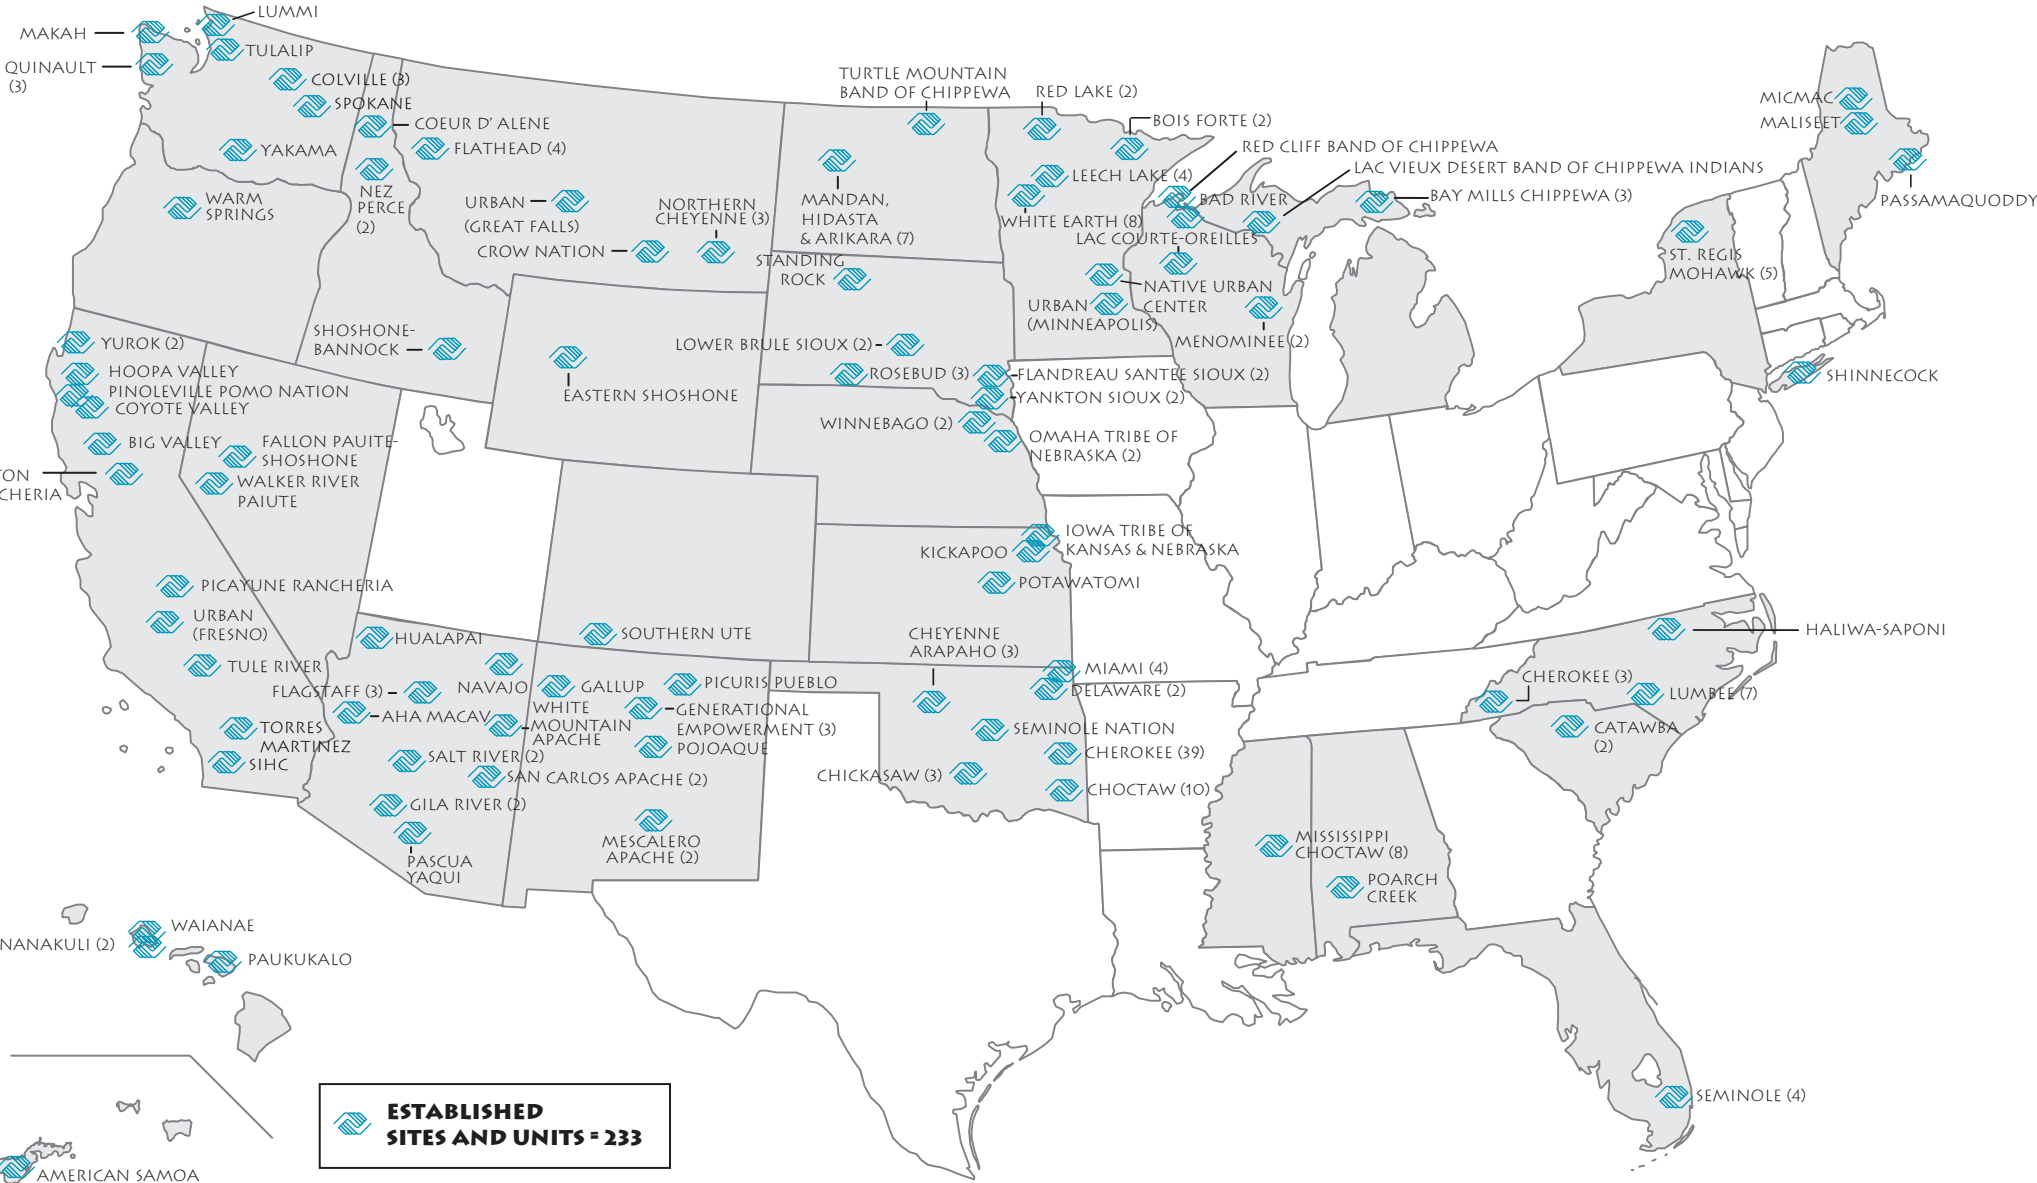 LUMMI
MAKAH
TULALIP
QUINAULT
(3)
COLVILLE (3)
SPOKANE
COEUR D' ALENE
FLATHEAD (4)
YAKAMA
NEZ
PERCE
(2)
WARM
SPRINGS
URBAN
(GREAT FALLS)
NORTHERN
CHEYENNE (3)
CROW NATION
TURTLE MOUNTAIN
BAND OF CHIPPEWA
MANDAN,
HIDASTA
& ARIKARA (7)
STANDING
ROCK
RED LAKE (2)
BOIS FORTE (2)
RED CLIFF BAND OF CHIPPEWA
LAC VIEUX DESERT BAND OF CHIPPEWA INDIANS
LEECH LAKE (4)
BAD RIVER
BAY MILLS CHIPPEWA (3)
WHITE EARTH (8)
LAC COURTE-OREILLES
NATIVE URBAN
CENTER
URBAN
(MINNEAPOLIS)
MENOMINEE (2)
MICMAC
MALISEET
PASSAMAQUODDY
ST. REGIS
MOHAWK (5)
SHINNECOCK
YUROK (2)
HOOPA VALLEY
PINOLEVILLE POMO NATION
COYOTE VALLEY
BIG VALLEY
TON
CHERIA
FALLON PAUITE-
SHOSHONE
WALKER RIVER
PAIUTE
SHOSHONE-
BANNOCK
EASTERN SHOSHONE
LOWER BRULE SIOUX (2)
ROSEBUD (3)
FLANDREAU SANTEE SIOUX (2)
YANKTON SIOUX (2)
WINNEBAGO (2)
OMAHA TRIBE OF
NEBRASKA (2)
IOWA TRIBE OF
KANSAS & NEBRASKA
KICKAPOO
POTAWATOMI
PICAYUNE RANCHERIA
URBAN
(FRESNO)
TULE RIVER
TORRES
MARTINEZ
SIHC
HUALAPAI
NAVAJO
FLAGSTAFF (3)
AHA MACAV
WHITE
MOUNTAIN
APACHE
SALT RIVER (2)
SAN CARLOS APACHE (2)
GILA RIVER (2)
PASCUA
YAQUI
SOUTHERN UTE
GALLUP
PICURIS PUEBLO
GENERATIONAL
EMPOWERMENT (3)
POJOAQUE
MESCALERO
APACHE (2)
CHEYENNE
ARAPAHO (3)
MIAMI (4)
DELAWARE (2)
SEMINOLE NATION
CHEROKEE (39)
CHICKASAW (3)
CHOCTAW (10)
HALIWA-SAPONI
CHEROKEE (3)
LUMBEE (7)
CATAWBA
(2)
MISSISSIPPI
CHOCTAW (8)
POARCH
CREEK
SEMINOLE (4)
WAIANAE
NANAKULI (2)
PAUKUKALO
AMERICAN SAMOA
ESTABLISHED
SITES AND UNITS = 233